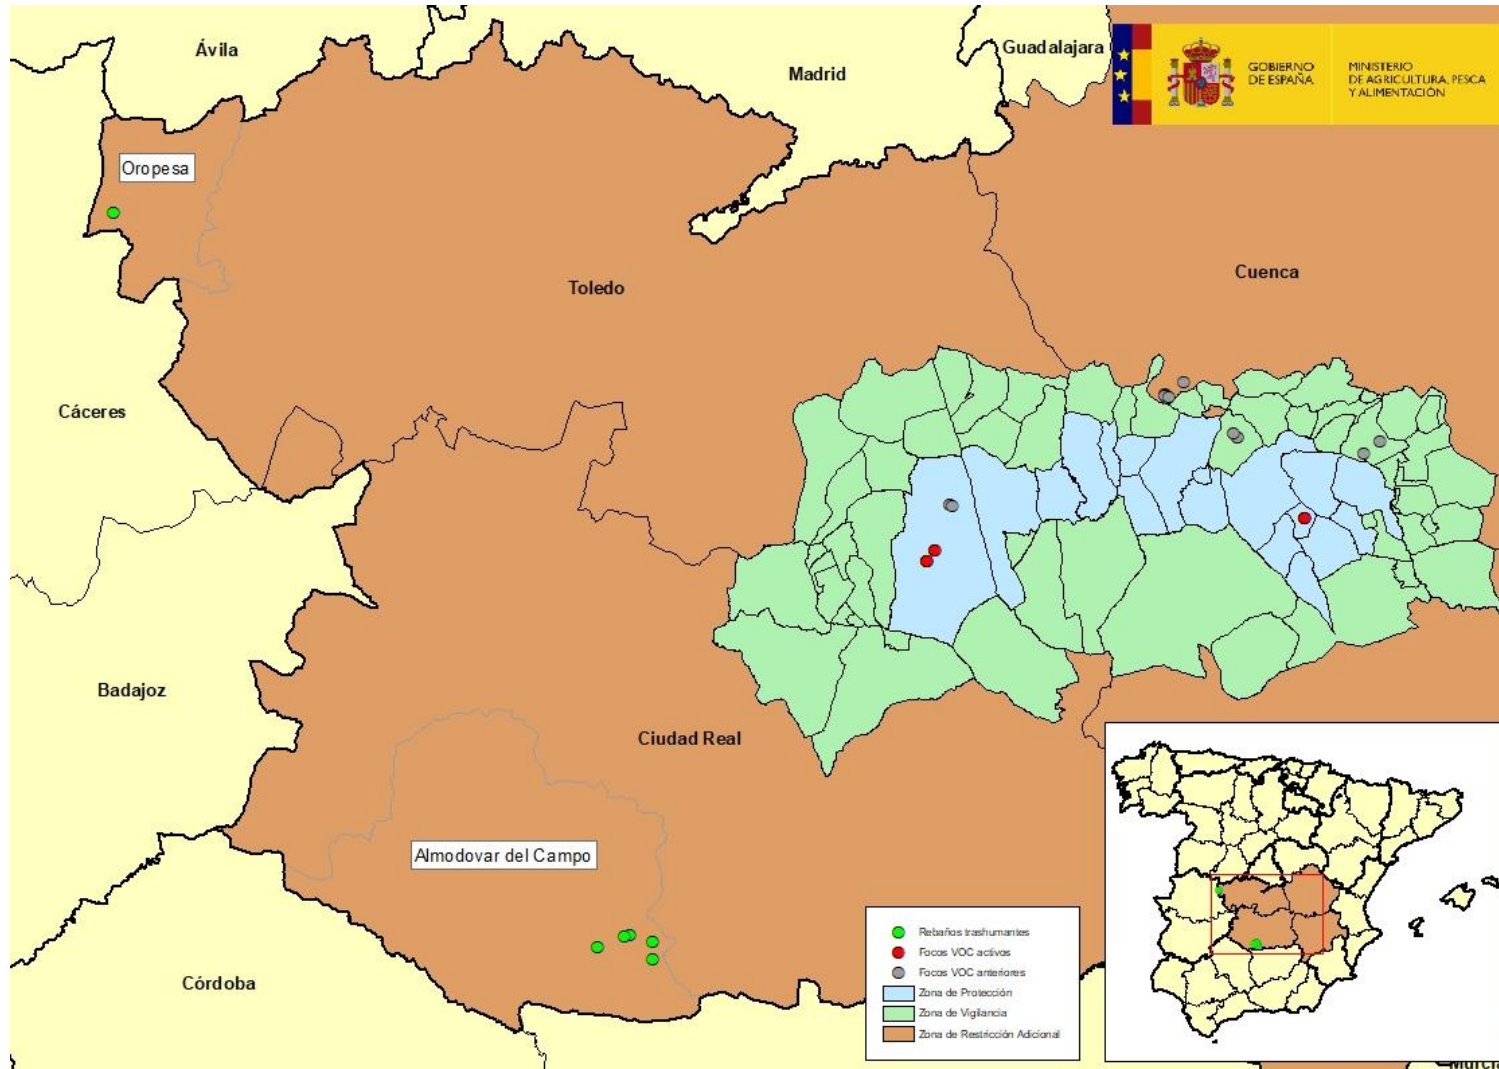 Ávila
Guadalajara
Madrid
GOBIERNO
DE ESPAÑA
MINISTERIO
DE AGRICULTURA, PESCA
Y ALIMENTACIÓN
Oropesa
Toledo
Cuenca
Cáceres
Badajoz
Ciudad Real
Almodovar del Campo
Córdoba
Rebaños trashumantes
Focos VOC activos
Focos VOC anteriores
Zona de Protección
Zona de Vigilancia
Zona de Restricción Adicional
Murcia